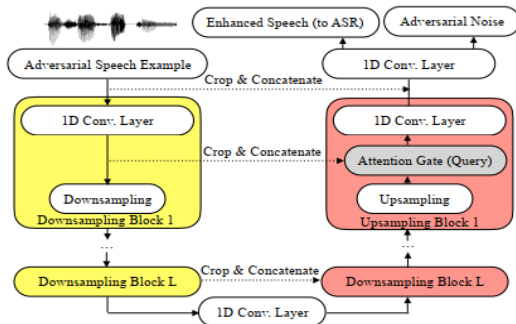 Enhanced Speech (to ASR)
Adversarial Noise
Adversarial Speech Example
1D Conv. Layer
Crop & Concatenate
1D Conv. Layer
1D Conv. Layer
Crop & Concatenate
Attention Gate (Query)
Downsampling
Upsampling
Downsampling Block 1
Upsampling Block 1
...
...
Downsampling Block L
Crop & Concatenate
Downsampling Block L
1D Conv. Layer